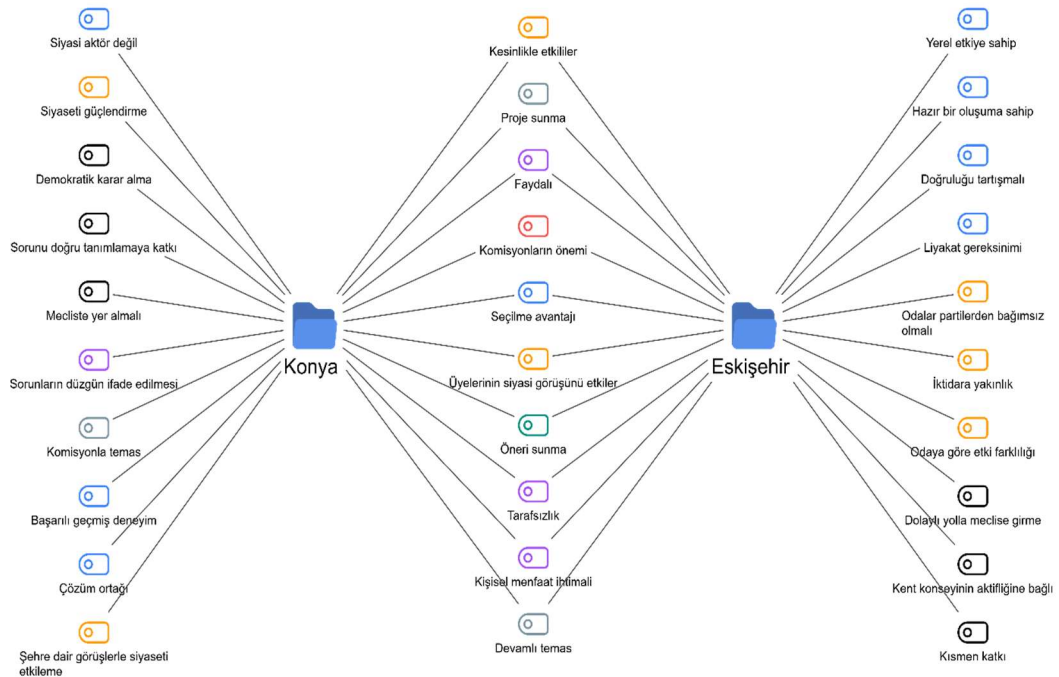 Siyasi aktör değil
Siyaseti güçlendirme
Demokratik karar alma
Sorunu doğru tanımlamaya katkı
Mecliste yer almalı
Sorunların düzgün ifade edilmesi
Komisyonla temas
Başarılı geçmiş deneyim
Çözüm ortağı
Şehre dair görüşlerle siyaseti
etkileme
Konya
Kesinlikle etkililer
Proje sunma
Faydalı
Komisyonların önemi
Seçilme avantajı
Üyelerinin siyasi görüşünü etkiler
Öneri sunma
Tarafsızlık
Kişisel menfaat ihtimali
Devamlı temas
Eskişehir
Yerel etkiye sahip
Hazır bir oluşuma sahip
Doğruluğu tartışmalı
Liyakat gereksinimi
Odalar partilerden bağımsız
olmalı
İktidara yakınlık
Odaya göre etki farklılığı
Dolaylı yolla meclise girme
Kent konseyinin aktifliğine bağlı
Kısmen katkı